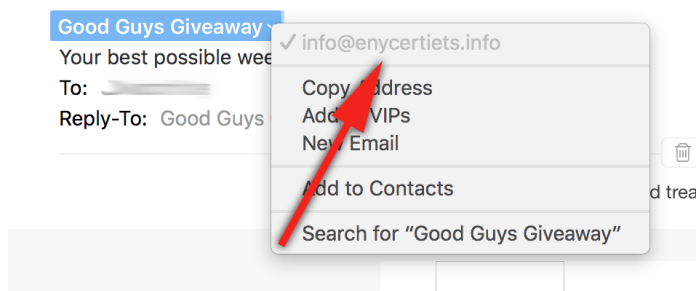 Good Guys Giveaway
info@enycertiets.info
Your best possible wee
To:
Copy Address
Add VIPs
Reply-To: Good Guys
New Email
Add to Contacts
d trea
Search for “Good Guys Giveaway”